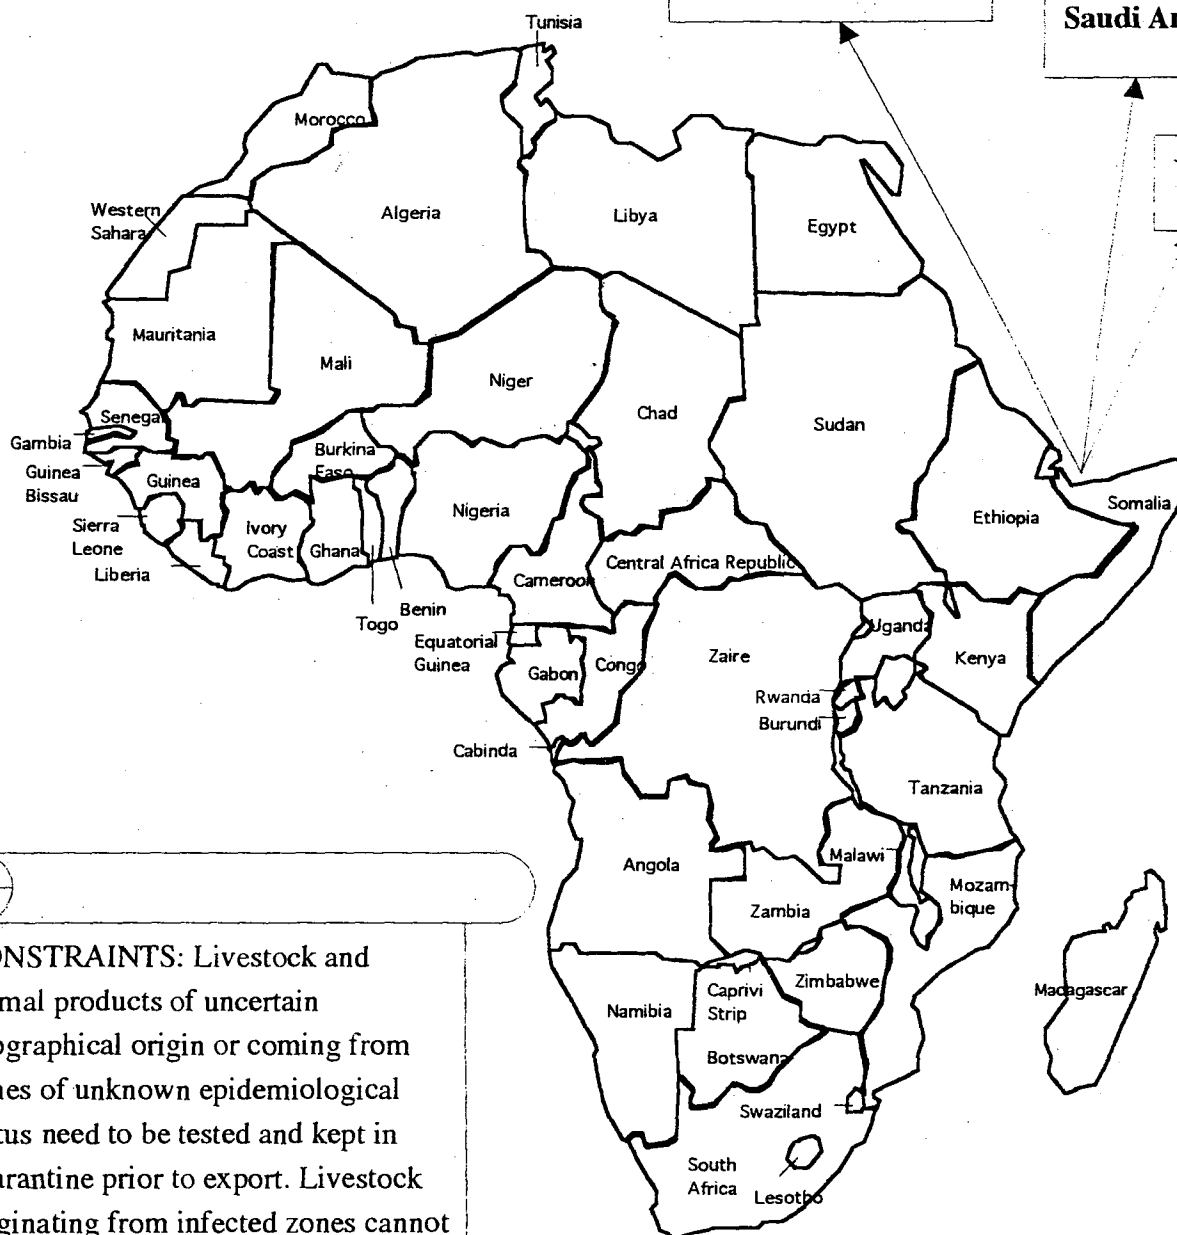 Tunisia
Saudi Ar
Morocco
Western
Sahara
Algeria
Libya
Egypt
Mauritania
Mali
Niger
Chad
Sudan
Senegal
Gambia
Guinea
Bissau
Guinea
Burkina
Faso
Nigeria
Ethiopia
Somalia
Sierra
Leone
Ivory
Coast
Ghana
Liberia
Central Africa Republic
Cameroon
Togo
Benin
Equatorial
Guinea
Gabon
Congo
Zaire
Uganda
Kenya
Rwanda
Burundi
Cabinda
Tanzania
Angola
Malawi
Mozam-
bique
Zambia
Namibia
Caprivi
Strip
Zimbabwe
Madagascar
Botswana
Swaziland
South
Africa
Lesotho
ONSTRAINTS: Livestock and
mal products of uncertain
ographical origin or coming from
nes of unknown epidemiological
tus need to be tested and kept in
arantine prior to export. Livestock
ginating from infected zones cannot